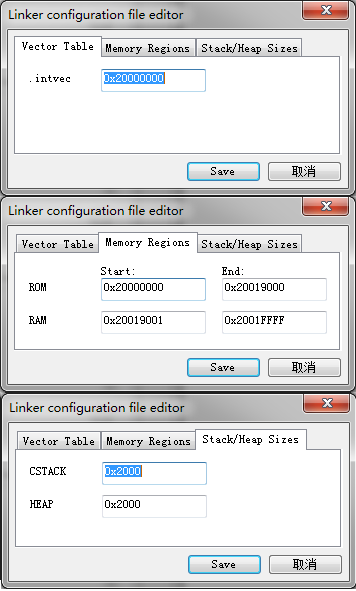 Linker configuration file editor
Vector Table Memory Regions Stack/Heap Sizes
.intvec 0x20000000
Save 取消
Linker configuration file editor
Vector Table Memory Regions Stack/Heap Sizes
Start: End:
ROM 0x20000000 0x20019000
RAM 0x20019001 0x2001FFFF
Save 取消
Linker configuration file editor
Vector Table Memory Regions Stack/Heap Sizes
CSTACK 0x2000
HEAP 0x2000
Save 取消